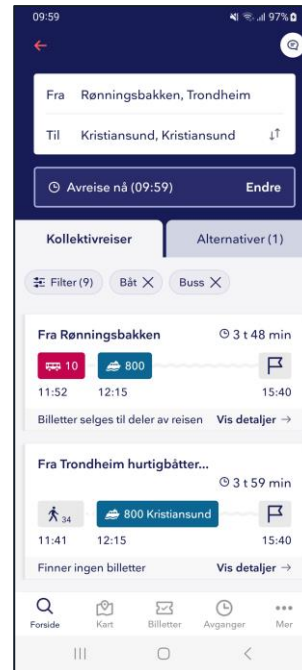 09:59 97%
Fra Rønningsbakken, Trondheim
Til Kristiansund, Kristiansund
Avreise nå (09:59) Endre
Kollektivreiser Alternativer (1)
Filter (9) Båt Buss
Fra Rønningsbakken 3 t 48 min
10 800
11:52 12:15 15:40
Billetter selges til deler av reisen Vis detaljer →
Fra Trondheim hurtigbåtter...
3 t 59 min
34 800 Kristiansund
11:41 12:15 15:40
Finner ingen billetter Vis detaljer →
Forside Kart Billetter Avganger Mer